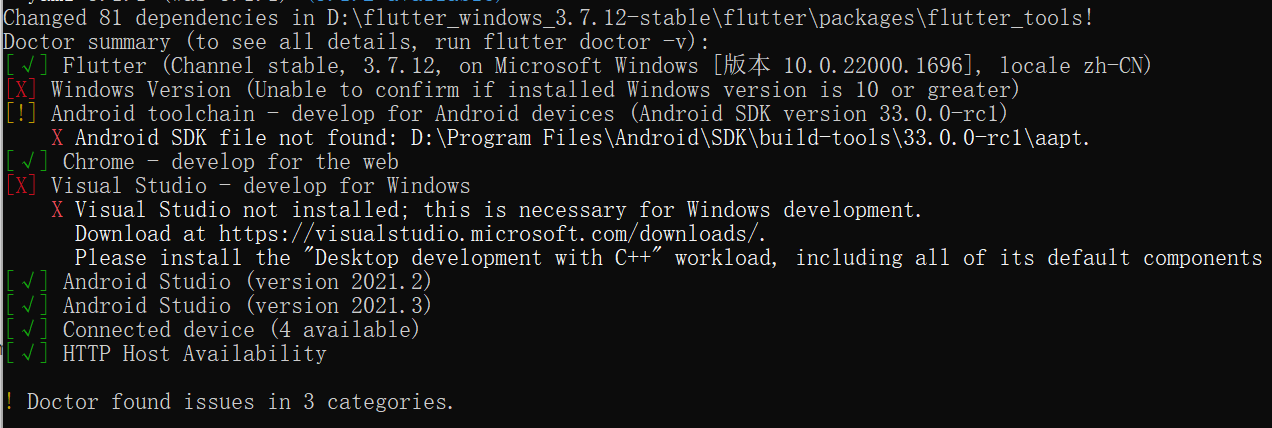 Changed 81 dependencies in D:\flutter_windows_3.7.12-stable\flutter\packages\flutter_tools!
Doctor summary (to see all details, run flutter doctor -v):
[√] Flutter (Channel stable, 3.7.12, on Microsoft Windows [版本 10.0.22000.1696], locale zh-CN)
[X] Windows Version (Unable to confirm if installed Windows version is 10 or greater)
[!] Android toolchain - develop for Android devices (Android SDK version 33.0.0-rc1)
X Android SDK file not found: D:\Program Files\Android\SDK\build-tools\33.0.0-rc1\aapt.
[√] Chrome - develop for the web
[X] Visual Studio - develop for Windows
X Visual Studio not installed; this is necessary for Windows development.
Download at https://visualstudio.microsoft.com/downloads/.
Please install the "Desktop development with C++" workload, including all of its default components
[√] Android Studio (version 2021.2)
[√] Android Studio (version 2021.3)
[√] Connected device (4 available)
[√] HTTP Host Availability
! Doctor found issues in 3 categories.